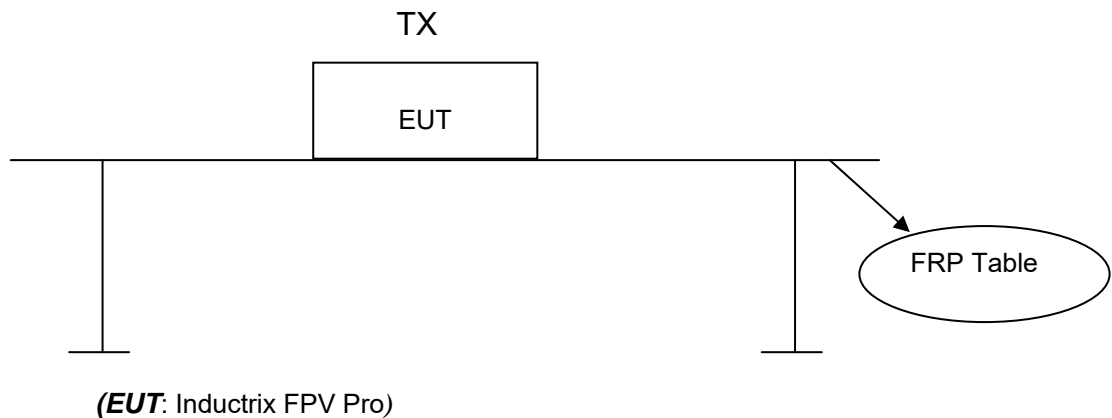 TX
EUT
FRP Table
(EUT: Inductrix FPV Pro)